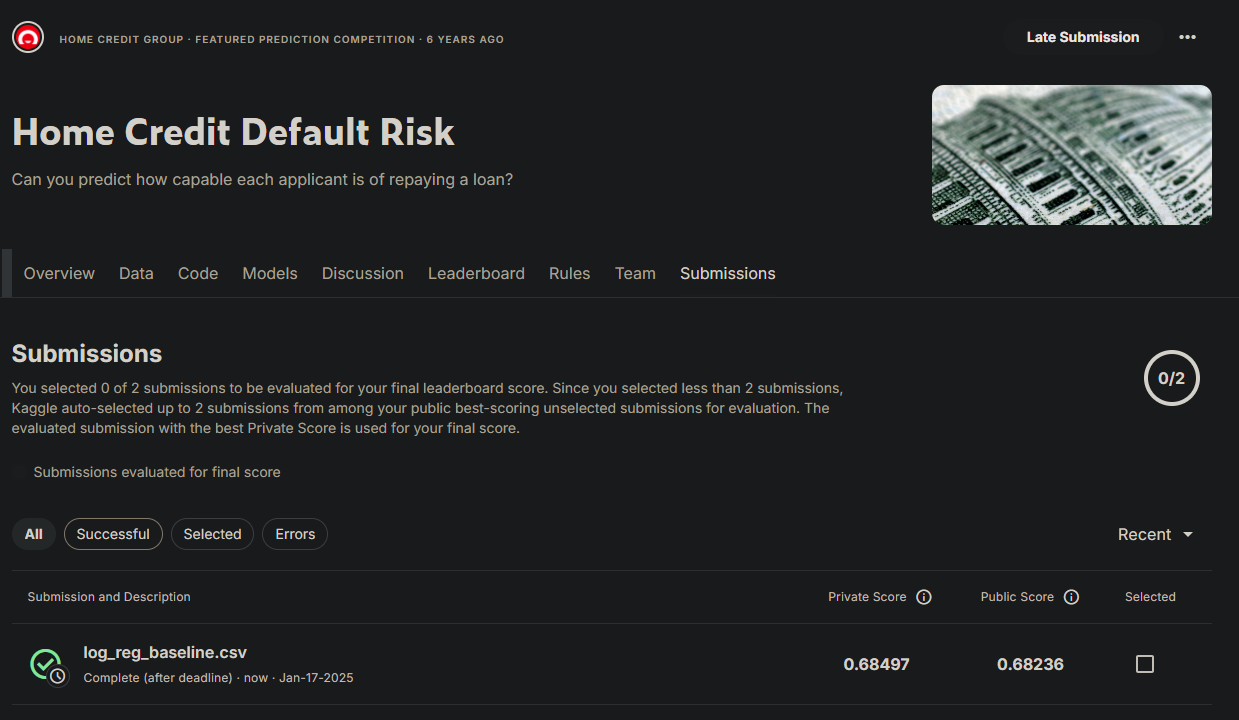 HOME CREDIT GROUP · FEATURED PREDICTION COMPETITION · 6 YEARS AGO
Late Submission
Home Credit Default Risk
Can you predict how capable each applicant is of repaying a loan?
Overview Data Code Models Discussion Leaderboard Rules Team Submissions
Submissions
0/2
You selected 0 of 2 submissions to be evaluated for your final leaderboard score. Since you selected less than 2 submissions,
Kaggle auto-selected up to 2 submissions from among your public best-scoring unselected submissions for evaluation. The
evaluated submission with the best Private Score is used for your final score.
Submissions evaluated for final score
All Successful Selected Errors Recent
Submission and Description Private Score Public Score Selected
log_reg_baseline.csv 0.68497 0.68236
Complete (after deadline) · now · Jan-17-2025